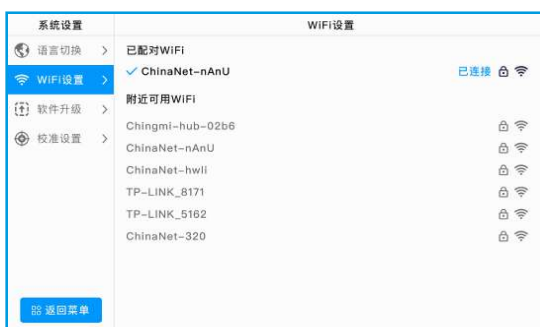 系统设置
WiFi设置
语言切换
WiFi设置
软件升级
校准设置
返回菜单
已配对WiFi
ChinaNet-nAnU 已连接
附近可用WiFi
Chingmi-hub-02b6
ChinaNet-nAnU
ChinaNet-hwli
TP-LINK_8171
TP-LINK_5162
ChinaNet-320